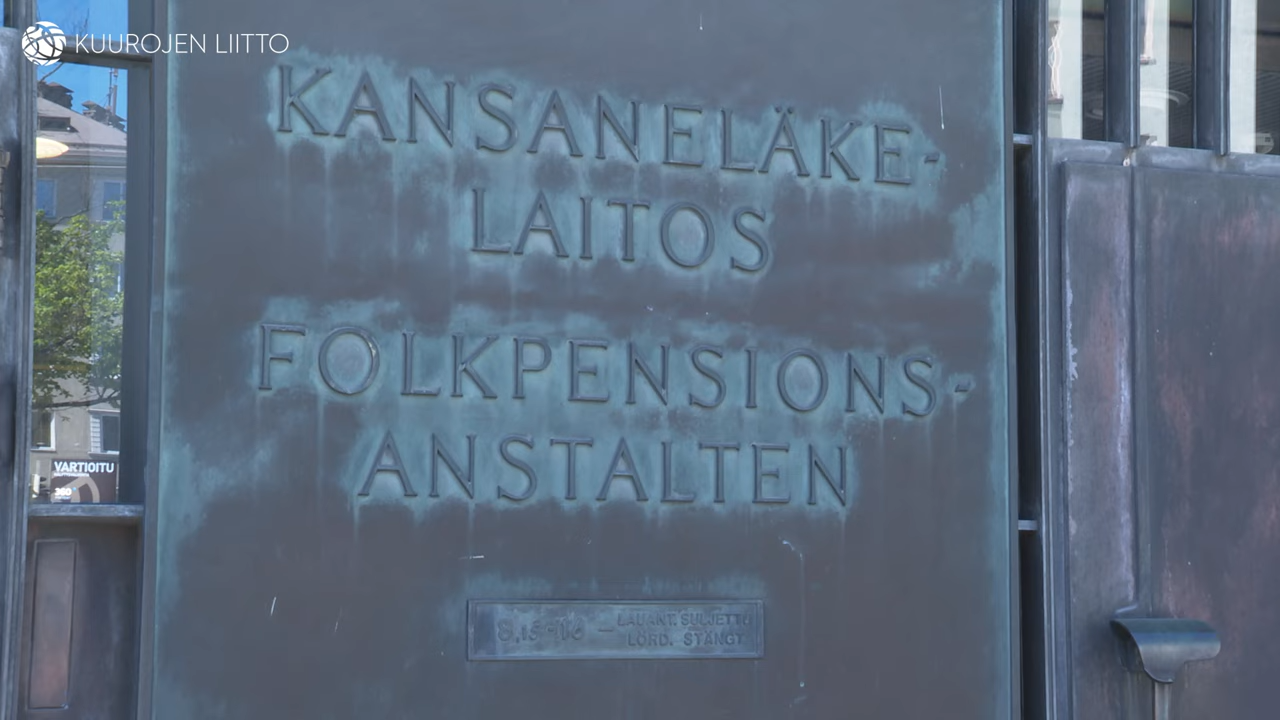 KUUROJEN LIITTO
KANSANELÄKE-
LAITOS
FOLKPENSIONS-
ANSTALTEN
VARTIOITU
LAUANT. SULJETTU
LÖRD. STÄNGT